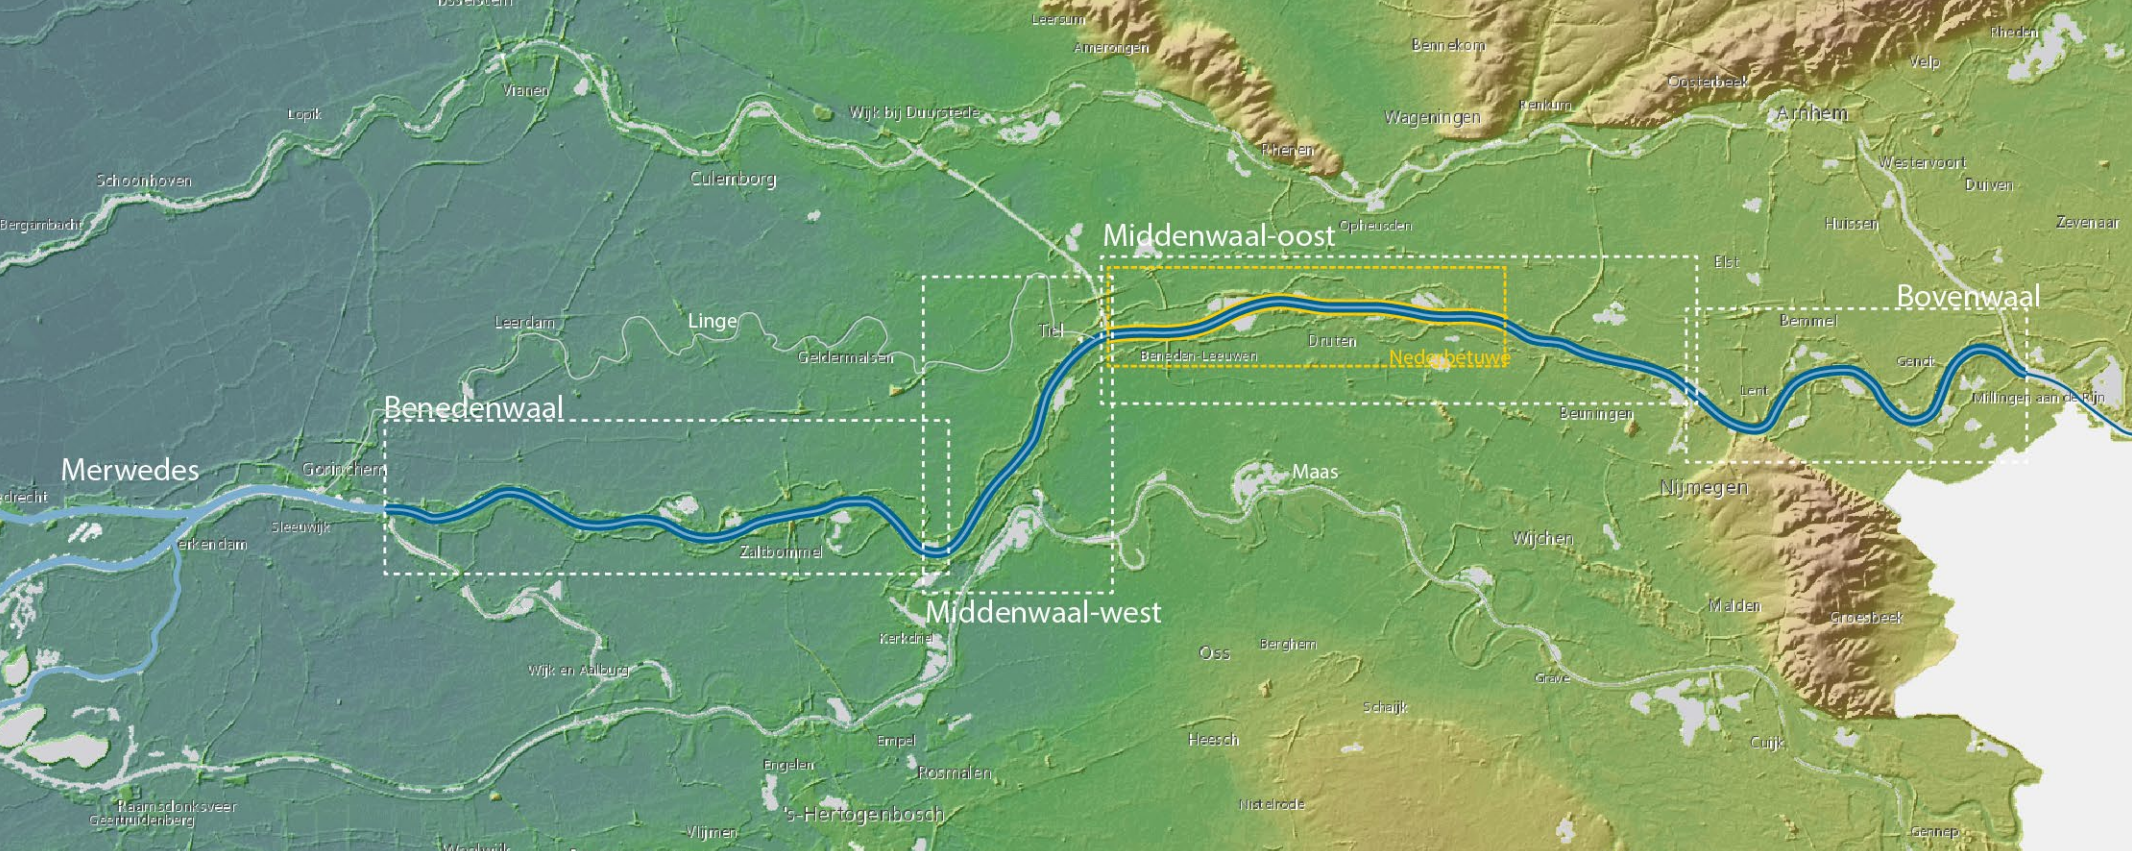 Leersum
Amerongen
Bennekom
Rheden
Velp
Vianen
Oosterbeek
Lopik
Wijk bij Duurstede
Renkum
Wageningen
Arnhem
Rhenen
Westervoort
Schoonhoven
Culemborg
Duiven
Bergambacht
Opheusden
Huissen
Zevenaar
Middenwaal-oost
Elst
Bovenwaal
Leerdam
Linge
Tiel
Bemmel
Druten
Geldermalsen
Beneden-Leeuwen
Nederbetuwe
Gendt
Lent
Millingen aan de Rijn
Benedenwaal
Beuningen
Merwedes
Gorinchem
Maas
Nijmegen
drecht
Sleeuwijk
erkendam
Zaltbommel
Wijchen
Middenwaal-west
Malden
Groesbeek
Kerkdriel
Oss
Berghem
Wijk en Aalburg
Grave
Schaijk
Empel
Heesch
Cuijk
Engelen
Rosmalen
Raamsdonksveer
Geertruidenberg
's-Hertogenbosch
Nistelrode
Vlijmen
Gennep